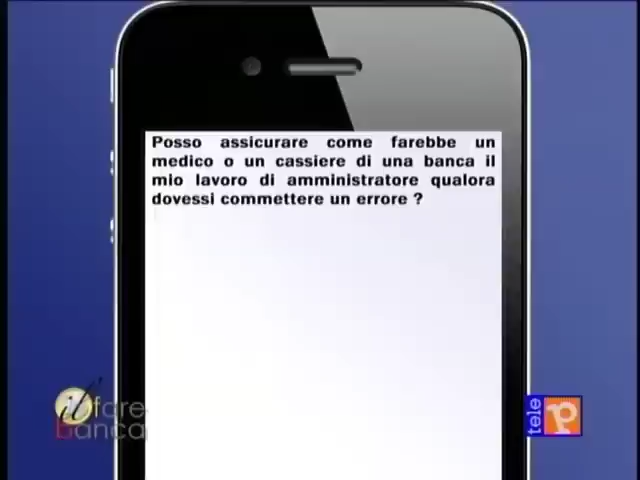 Posso assicurare come farebbe un
medico o un cassiere di una banca il
mio lavoro di amministratore qualora
dovessi commettere un errore ?
il fare
banca
tele p